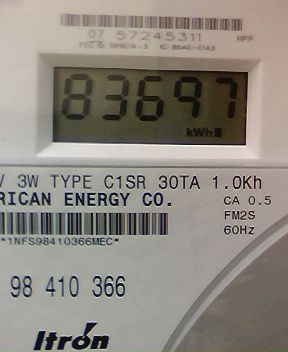 07 57245311
83697
kWh
V 3W TYPE C1SR 30TA 1.0Kh
RICAN ENERGY CO.
CA 0.5
FM2S
60Hz
*1NFS98410366MEC*
98 410 366
Itron